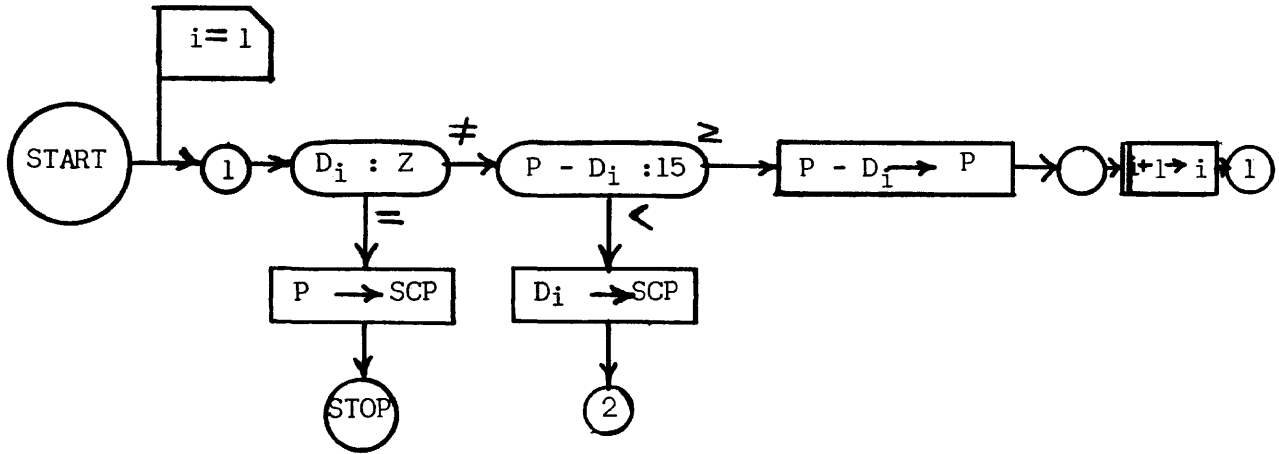 i = 1
START
1
Di : Z
≠
P - Di : 15
≥
P - Di → P
i+1 → i
1
=
<
P → SCP
Di → SCP
STOP
2